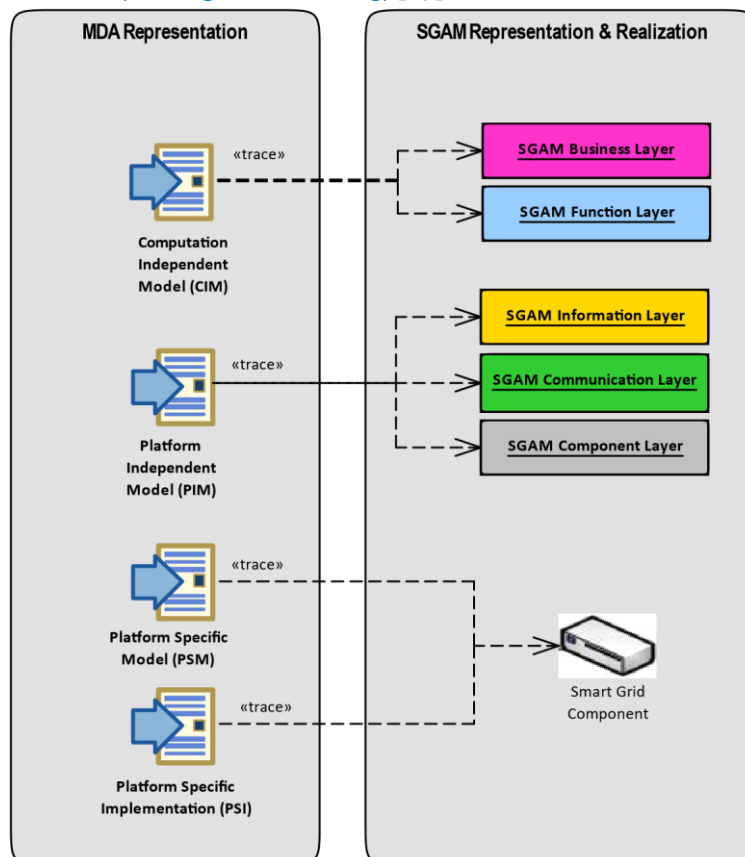 MDA Representation
SGAM Representation & Realization
«trace»
SGAM Business Layer
SGAM Function Layer
Computation
Independent
Model (CIM)
«trace»
SGAM Information Layer
SGAM Communication Layer
SGAM Component Layer
Platform
Independent
Model (PIM)
«trace»
Platform Specific
Model (PSM)
Smart Grid
Component
«trace»
Platform Specific
Implementation (PSI)